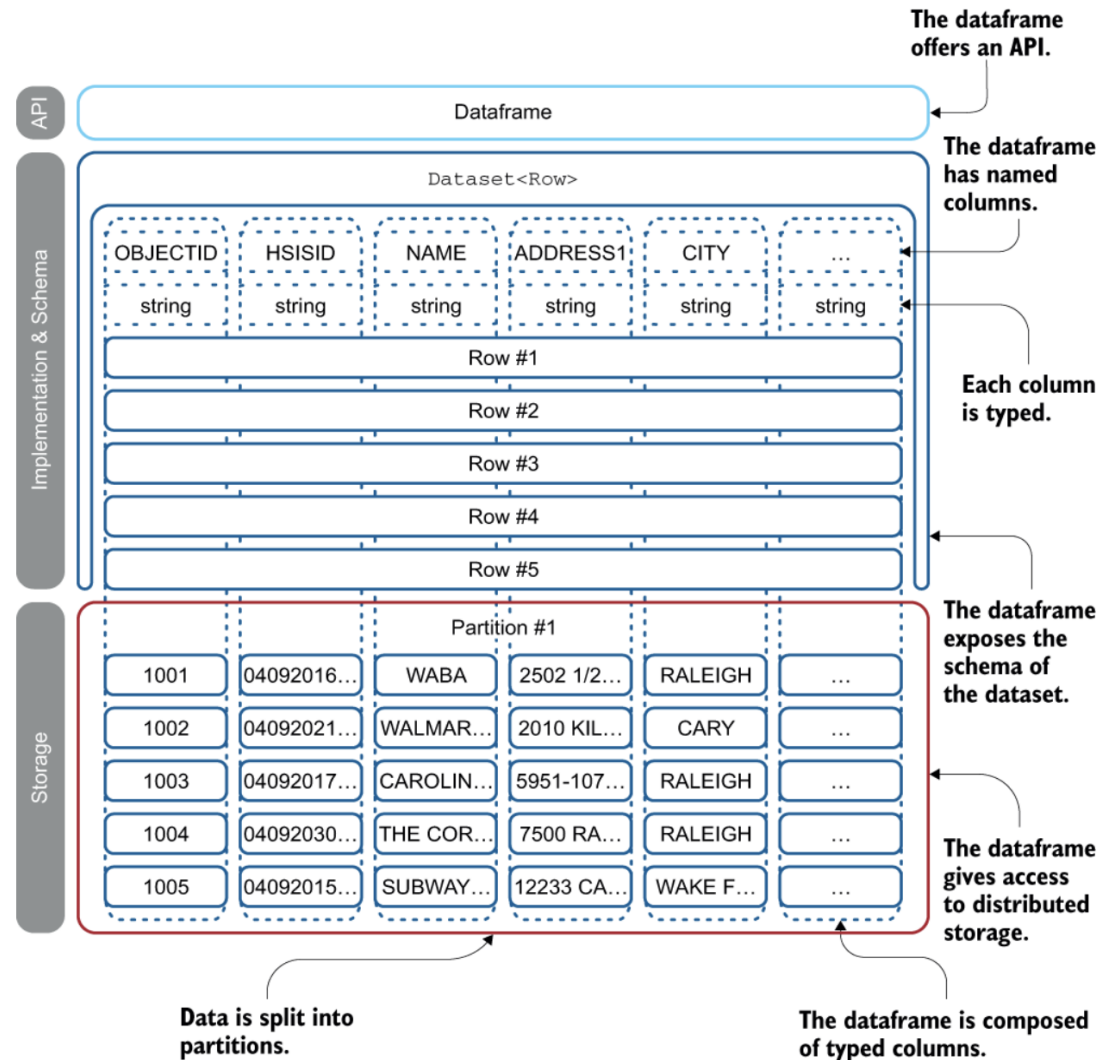 The dataframe
offers an API.
API
Dataframe
The dataframe
has named
columns.
Implementation & Schema
Dataset<Row>
OBJECTID HSISID NAME ADDRESS1 CITY ...
string string string string string string
Row #1
Each column
is typed.
Row #2
Row #3
Row #4
Row #5
The dataframe
exposes the
schema of
the dataset.
Storage
Partition #1
1001 04092016... WABA 2502 1/2... RALEIGH ...
1002 04092021... WALMAR... 2010 KIL... CARY ...
1003 04092017... CAROLIN... 5951-107... RALEIGH ...
1004 04092030... THE COR... 7500 RA... RALEIGH ...
1005 04092015... SUBWAY... 12233 CA... WAKE F... ...
The dataframe
gives access
to distributed
storage.
Data is split into
partitions.
The dataframe is composed
of typed columns.